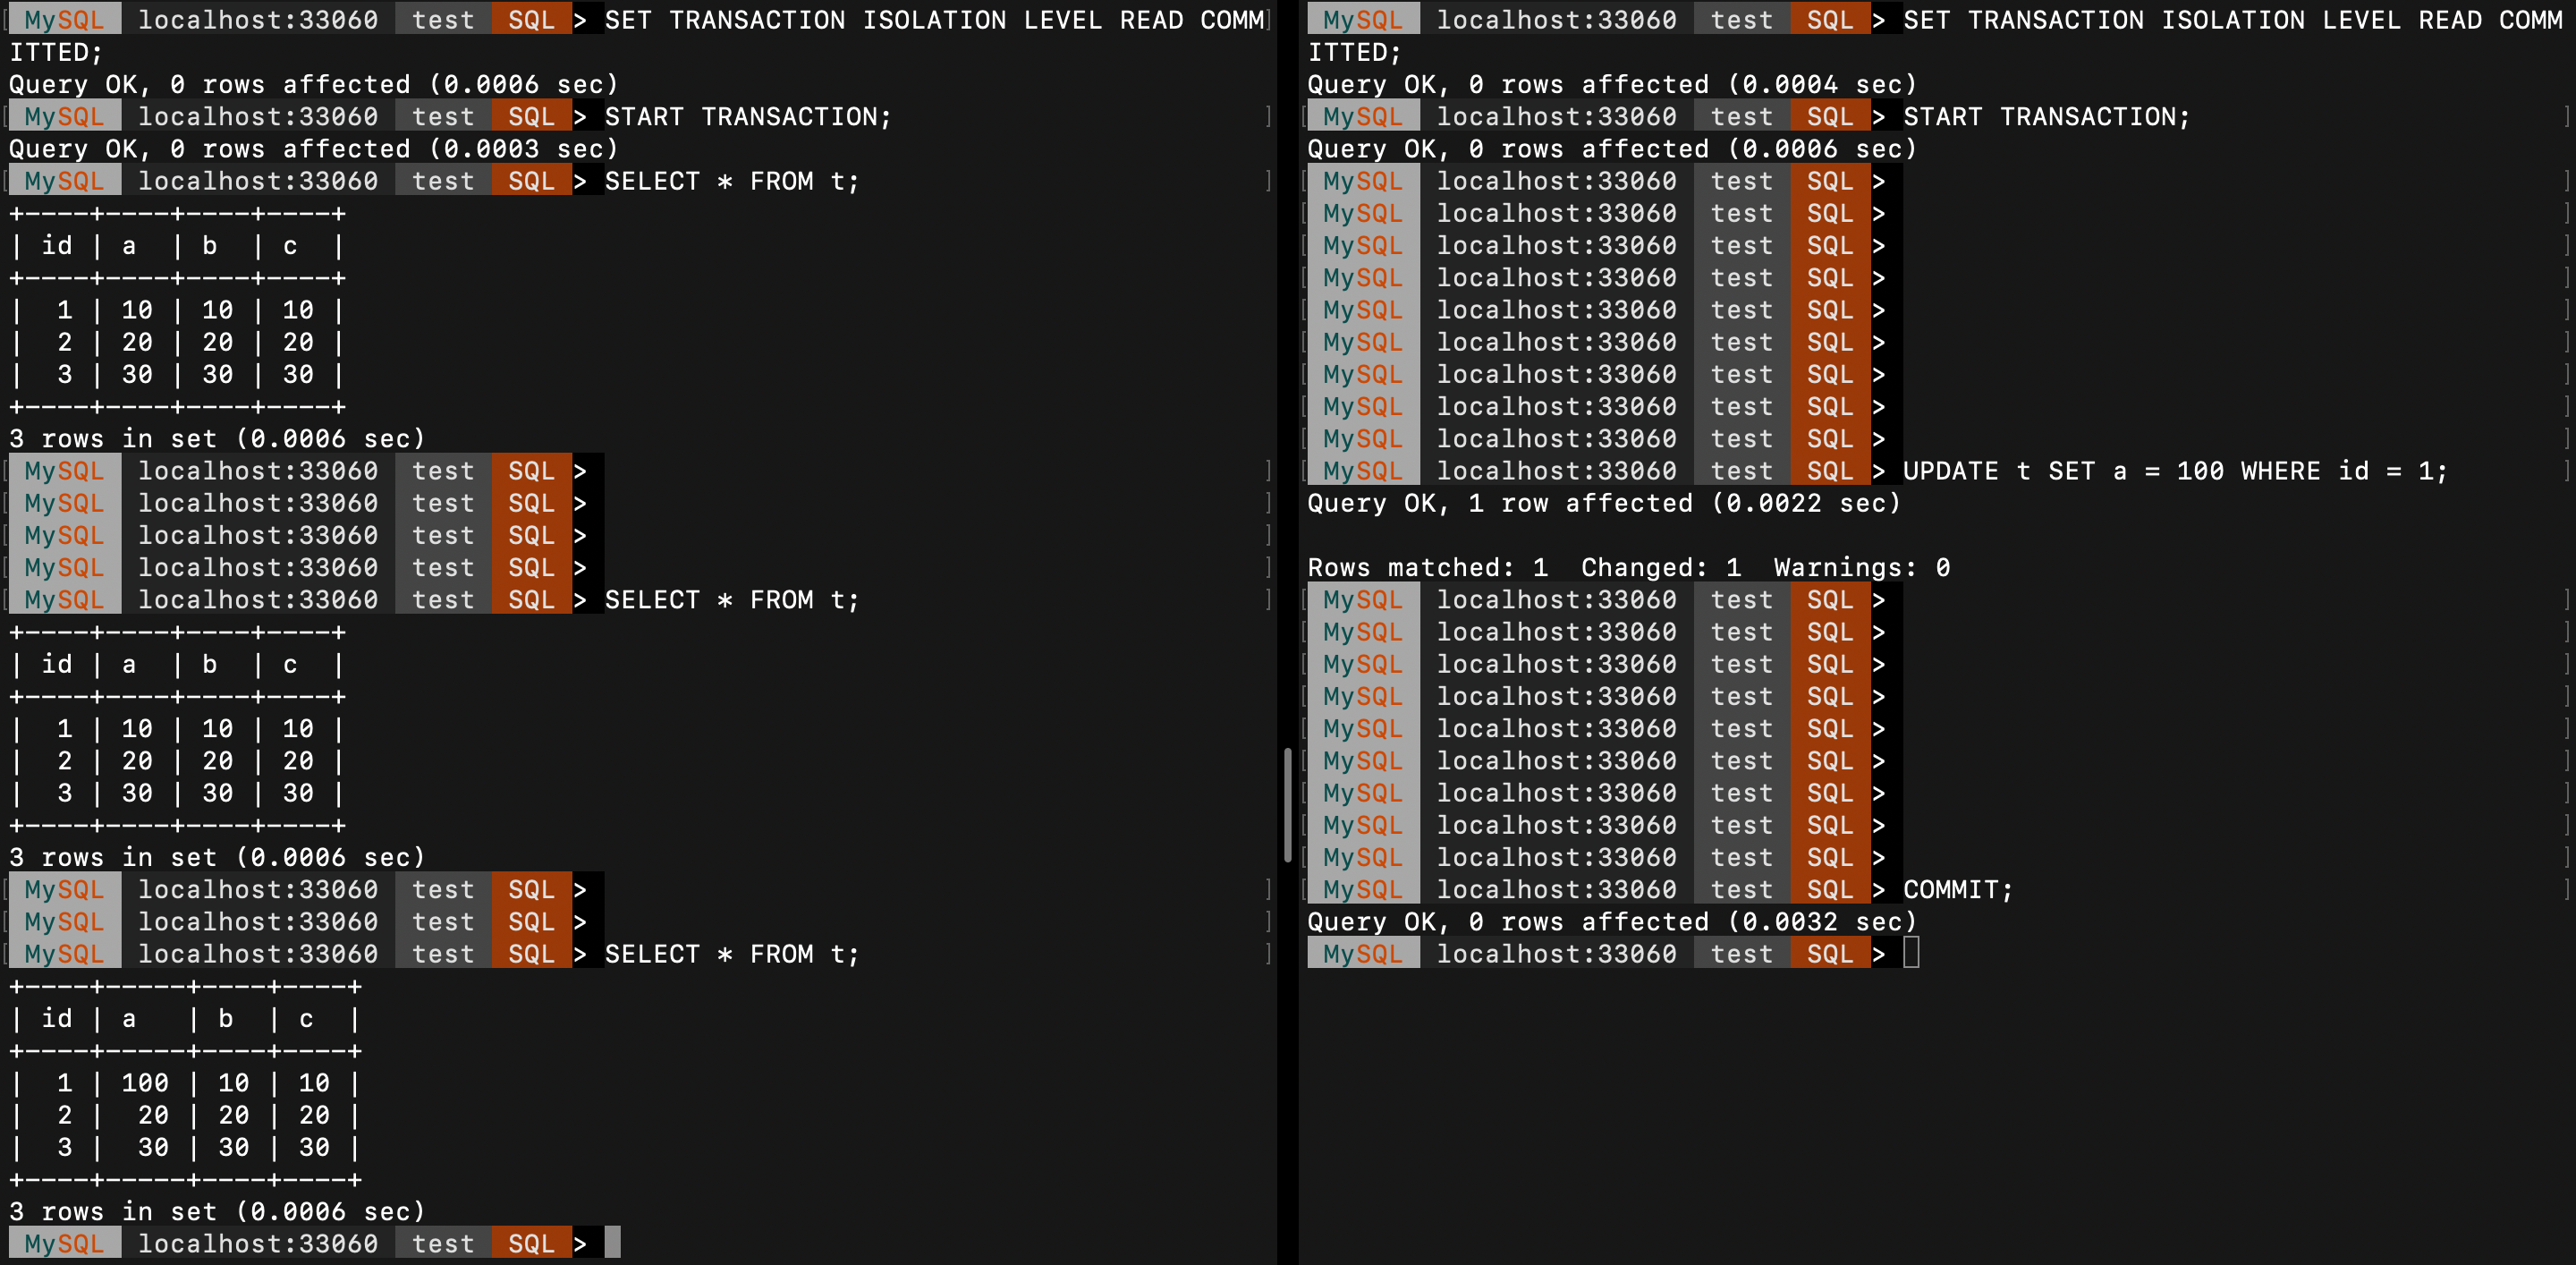 MySQL localhost:33060 test SQL > SET TRANSACTION ISOLATION LEVEL READ COMM
ITTED;
Query OK, 0 rows affected (0.0006 sec)
MySQL localhost:33060 test SQL > START TRANSACTION;
Query OK, 0 rows affected (0.0003 sec)
MySQL localhost:33060 test SQL > SELECT * FROM t;
+----+----+----+----+
| id | a  | b  | c  |
+----+----+----+----+
|  1 | 10 | 10 | 10 |
|  2 | 20 | 20 | 20 |
|  3 | 30 | 30 | 30 |
+----+----+----+----+
3 rows in set (0.0006 sec)
MySQL localhost:33060 test SQL >
MySQL localhost:33060 test SQL >
MySQL localhost:33060 test SQL >
MySQL localhost:33060 test SQL >
MySQL localhost:33060 test SQL > SELECT * FROM t;
+----+----+----+----+
| id | a  | b  | c  |
+----+----+----+----+
|  1 | 10 | 10 | 10 |
|  2 | 20 | 20 | 20 |
|  3 | 30 | 30 | 30 |
+----+----+----+----+
3 rows in set (0.0006 sec)
MySQL localhost:33060 test SQL >
MySQL localhost:33060 test SQL >
MySQL localhost:33060 test SQL > SELECT * FROM t;
+----+-----+----+----+
| id | a   | b  | c  |
+----+-----+----+----+
|  1 | 100 | 10 | 10 |
|  2 |  20 | 20 | 20 |
|  3 |  30 | 30 | 30 |
+----+-----+----+----+
3 rows in set (0.0006 sec)
MySQL localhost:33060 test SQL >
MySQL localhost:33060 test SQL > SET TRANSACTION ISOLATION LEVEL READ COMM
ITTED;
Query OK, 0 rows affected (0.0004 sec)
MySQL localhost:33060 test SQL > START TRANSACTION;
Query OK, 0 rows affected (0.0006 sec)
MySQL localhost:33060 test SQL >
MySQL localhost:33060 test SQL >
MySQL localhost:33060 test SQL >
MySQL localhost:33060 test SQL >
MySQL localhost:33060 test SQL >
MySQL localhost:33060 test SQL >
MySQL localhost:33060 test SQL >
MySQL localhost:33060 test SQL >
MySQL localhost:33060 test SQL >
MySQL localhost:33060 test SQL > UPDATE t SET a = 100 WHERE id = 1;
Query OK, 1 row affected (0.0022 sec)
Rows matched: 1  Changed: 1  Warnings: 0
MySQL localhost:33060 test SQL >
MySQL localhost:33060 test SQL >
MySQL localhost:33060 test SQL >
MySQL localhost:33060 test SQL >
MySQL localhost:33060 test SQL >
MySQL localhost:33060 test SQL >
MySQL localhost:33060 test SQL >
MySQL localhost:33060 test SQL >
MySQL localhost:33060 test SQL >
MySQL localhost:33060 test SQL > COMMIT;
Query OK, 0 rows affected (0.0032 sec)
MySQL localhost:33060 test SQL >